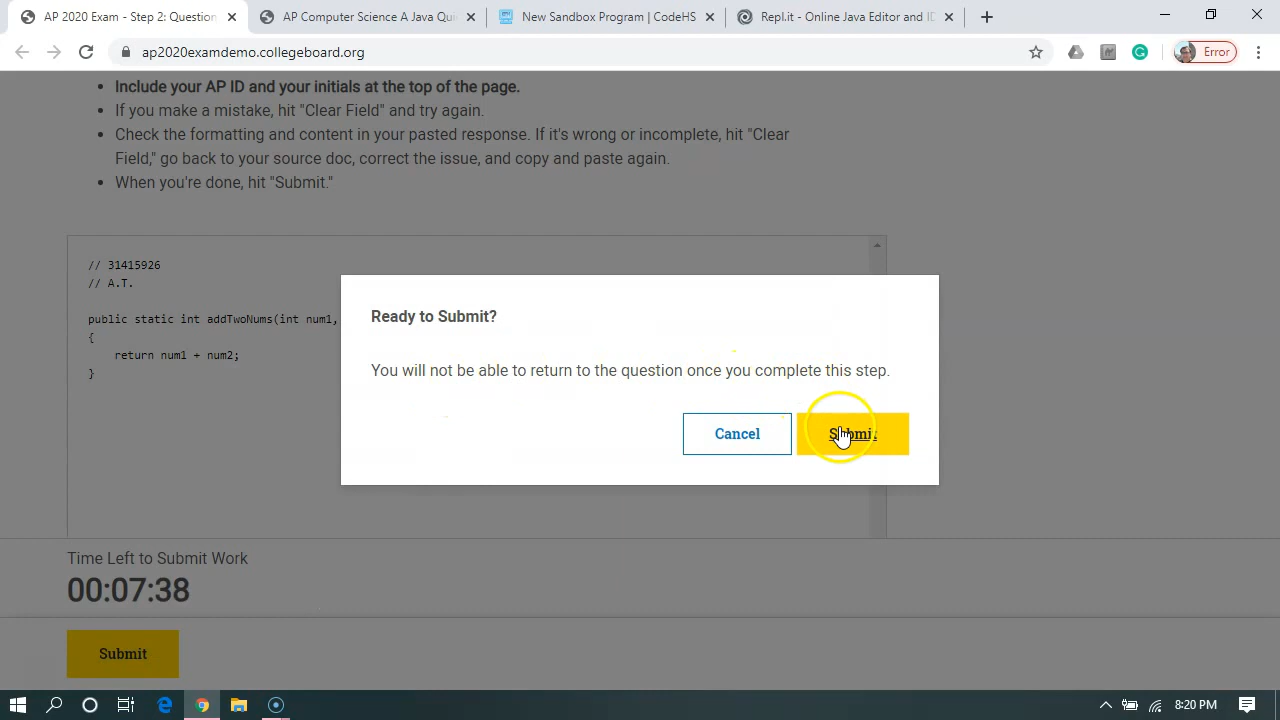 AP 2020 Exam - Step 2: Question
AP Computer Science A Java Qui
New Sandbox Program | CodeHS
Repl.it - Online Java Editor and ID
ap2020examdemo.collegeboard.org
Error
Include your AP ID and your initials at the top of the page.
If you make a mistake, hit "Clear Field" and try again.
Check the formatting and content in your pasted response. If it's wrong or incomplete, hit "Clear
Field," go back to your source doc, correct the issue, and copy and paste again.
When you're done, hit "Submit."
// 31415926
// A.T.
public static int addTwoNums(int num1,
{
return num1 + num2;
}
Ready to Submit?
You will not be able to return to the question once you complete this step.
Cancel
Submit
Time Left to Submit Work
00:07:38
Submit
8:20 PM